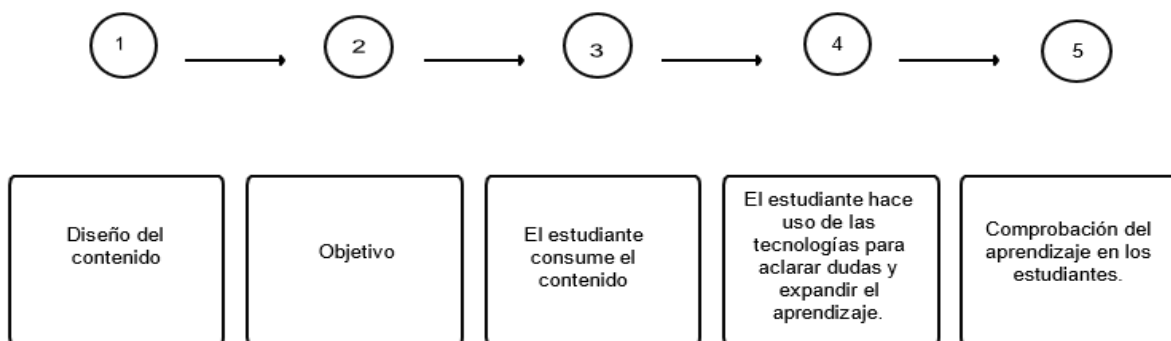 1
2
3
4
5
Diseño del
contenido
Objetivo
El estudiante
consume el
contenido
El estudiante hace
uso de las
tecnologías para
aclarar dudas y
expandir el
aprendizaje.
Comprobación del
aprendizaje en los
estudiantes.